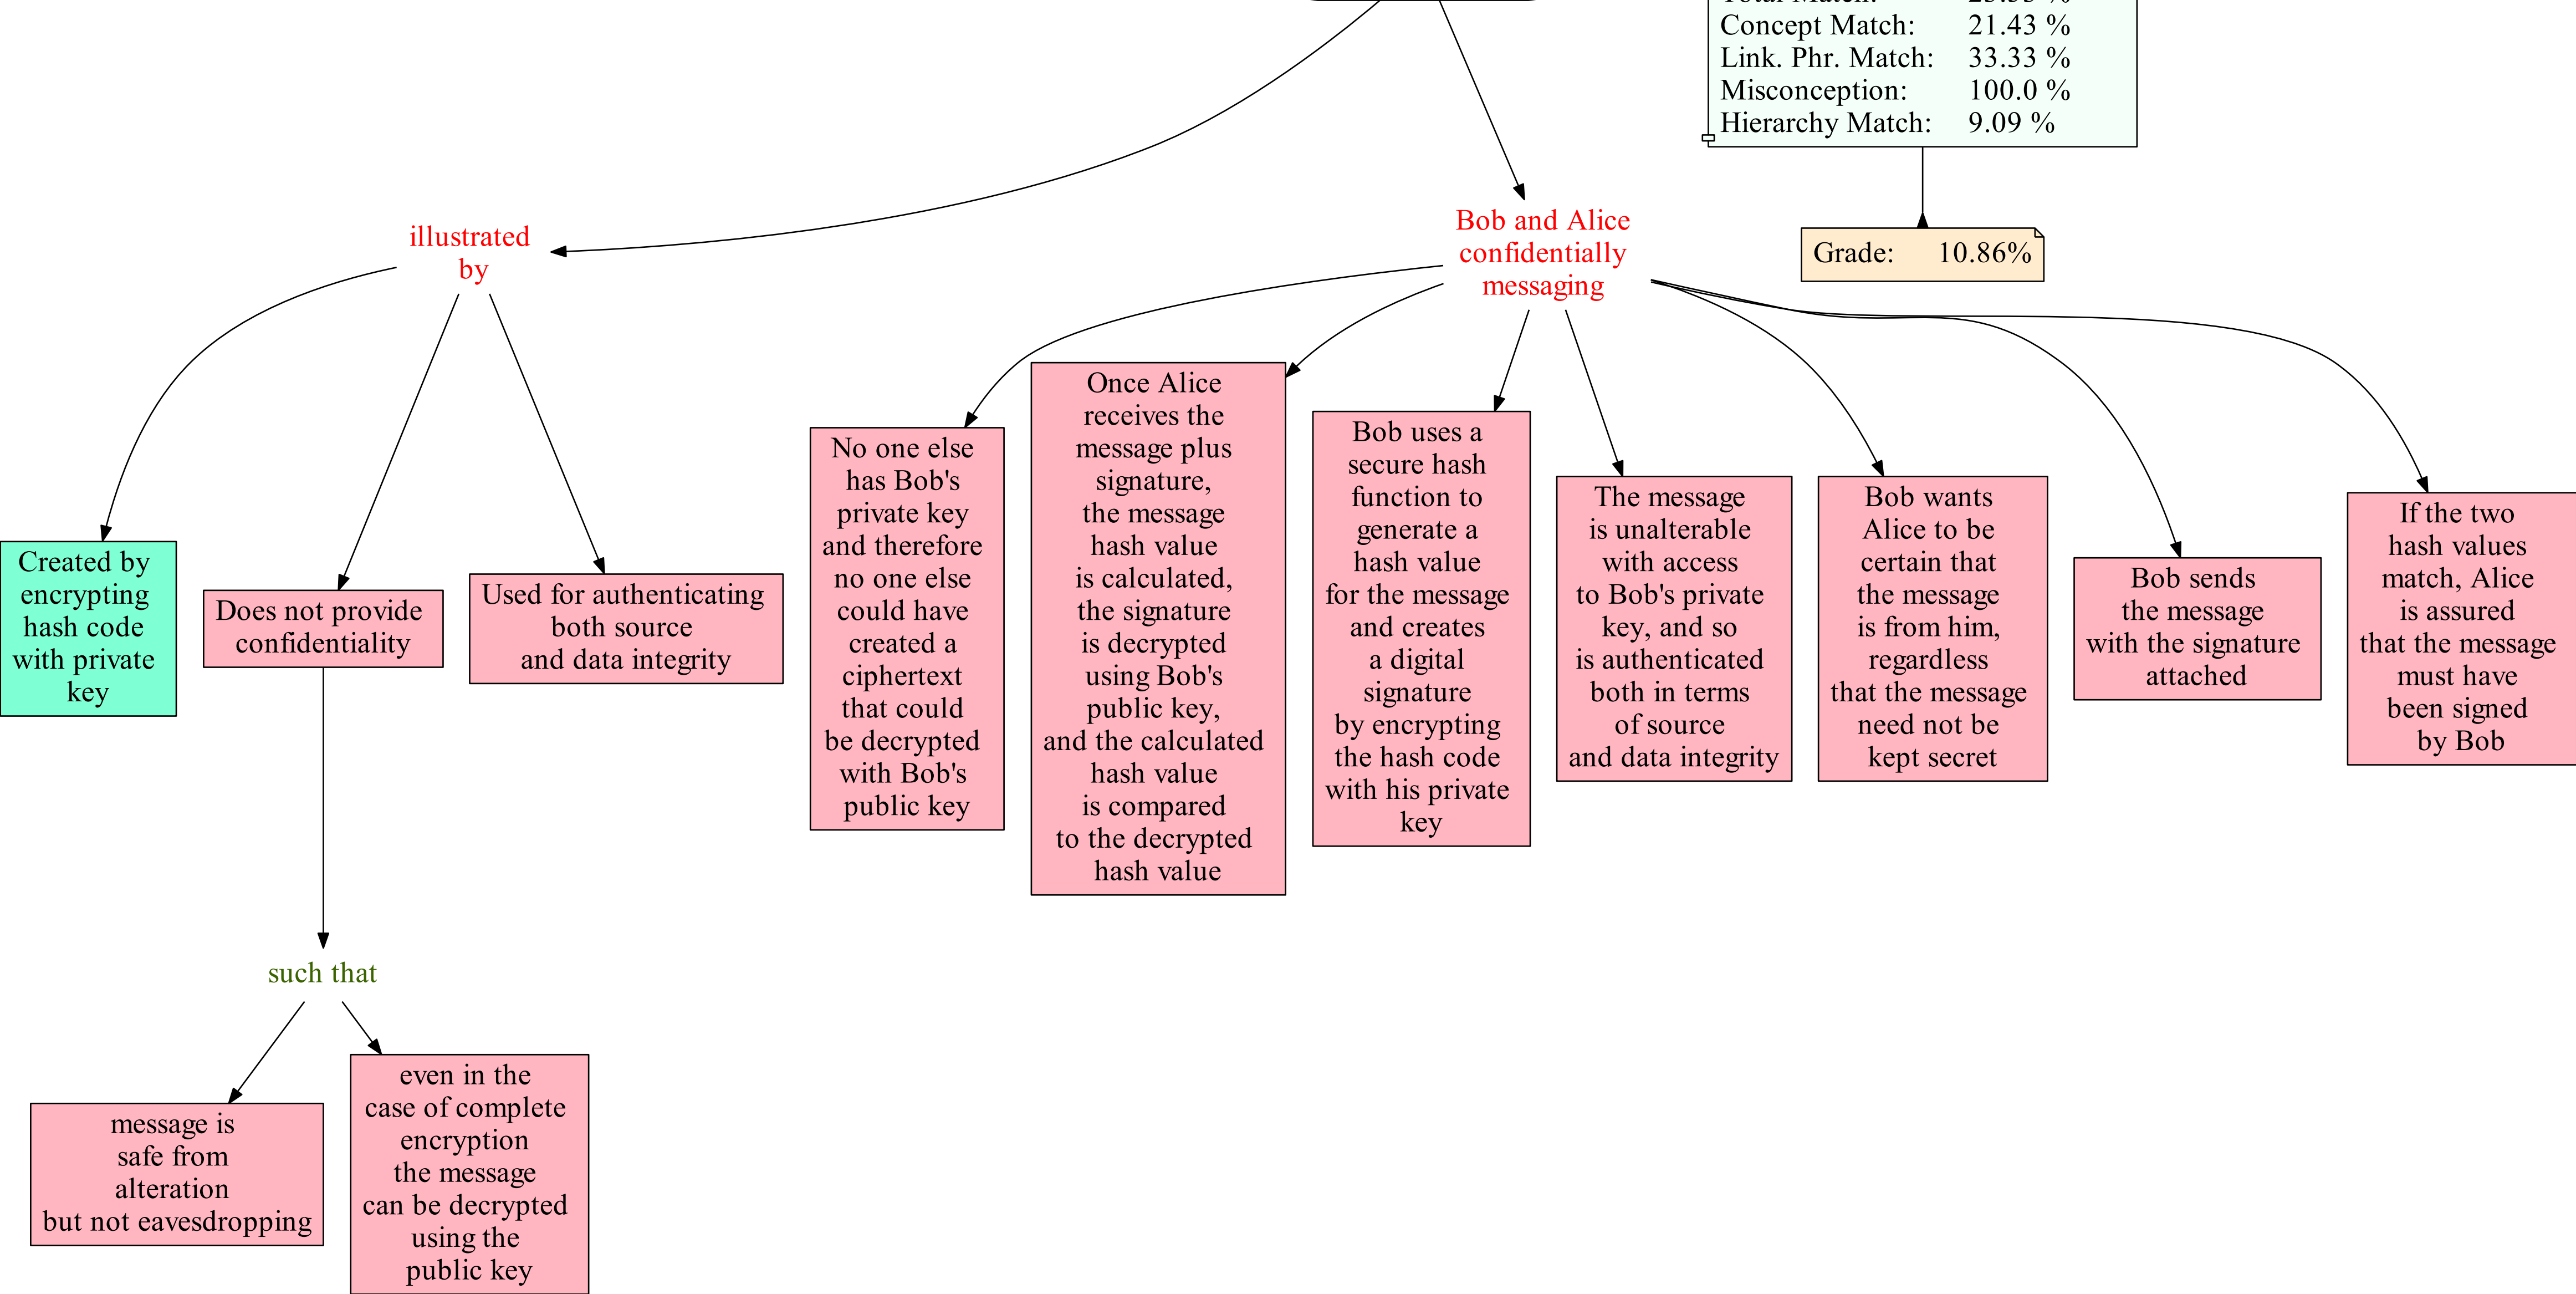 Concept Match: 21.43 %
Link. Phr. Match: 33.33 %
Misconception: 100.0 %
Hierarchy Match: 9.09 %
Grade: 10.86%
illustrated
by
Bob and Alice
confidentially
messaging
Created by
encrypting
hash code
with private
key
Does not provide
confidentiality
Used for authenticating
both source
and data integrity
No one else
has Bob's
private key
and therefore
no one else
could have
created a
ciphertext
that could
be decrypted
with Bob's
public key
Once Alice
receives the
message plus
signature,
the message
hash value
is calculated,
the signature
is decrypted
using Bob's
public key,
and the calculated
hash value
is compared
to the decrypted
hash value
Bob uses a
secure hash
function to
generate a
hash value
for the message
and creates
a digital
signature
by encrypting
the hash code
with his private
key
The message
is unalterable
with access
to Bob's private
key, and so
is authenticated
both in terms
of source
and data integrity
Bob wants
Alice to be
certain that
the message
is from him,
regardless
that the message
need not be
kept secret
Bob sends
the message
with the signature
attached
If the two
hash values
match, Alice
is assured
that the message
must have
been signed
by Bob
such that
message is
safe from
alteration
but not eavesdropping
even in the
case of complete
encryption
the message
can be decrypted
using the
public key